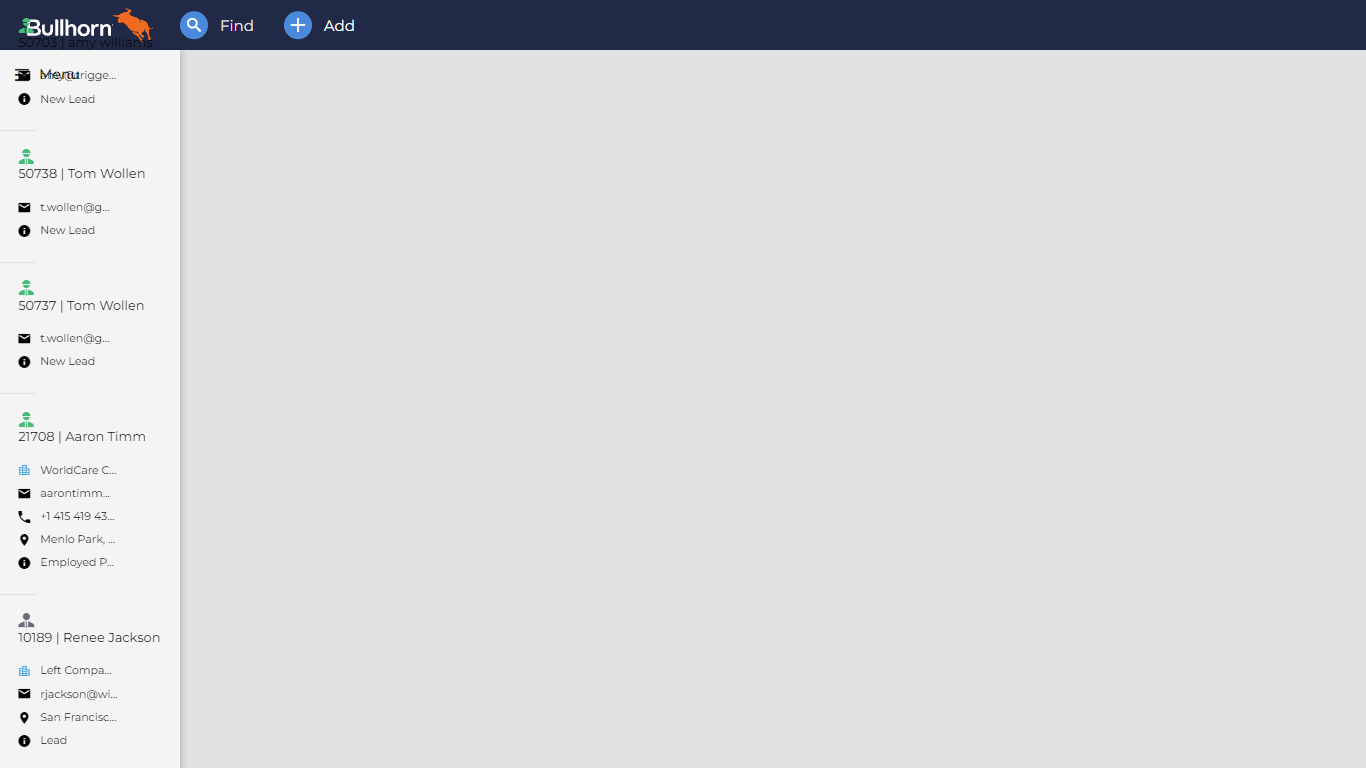 Bullhorn
Find
Add
50703 | amy williams
Menu
New Lead
50738 | Tom Wollen
t.wollen@g...
New Lead
50737 | Tom Wollen
t.wollen@g...
New Lead
21708 | Aaron Timm
WorldCare C...
aarontimm...
+1 415 419 43...
Menlo Park, ...
Employed P...
10189 | Renee Jackson
Left Compa...
rjackson@wi...
San Francisc...
Lead